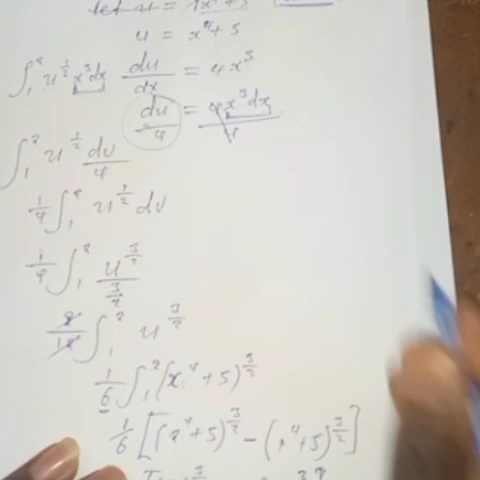 u = x⁴ + 5
∫₁² u^½ x³dx du/dx = 4x³
du/4 = 4x³dx/4
∫₁² u^½ du/4
1/4 ∫₁² u^½ du
1/4 ∫₁² u^(3/2) / (3/2)
2/12 ∫₁² u^(3/2)
1/6 ∫₁² (x⁴ + 5)^(3/2)
1/6 [(2⁴ + 5)^(3/2) − (1⁴ + 5)^(3/2)]